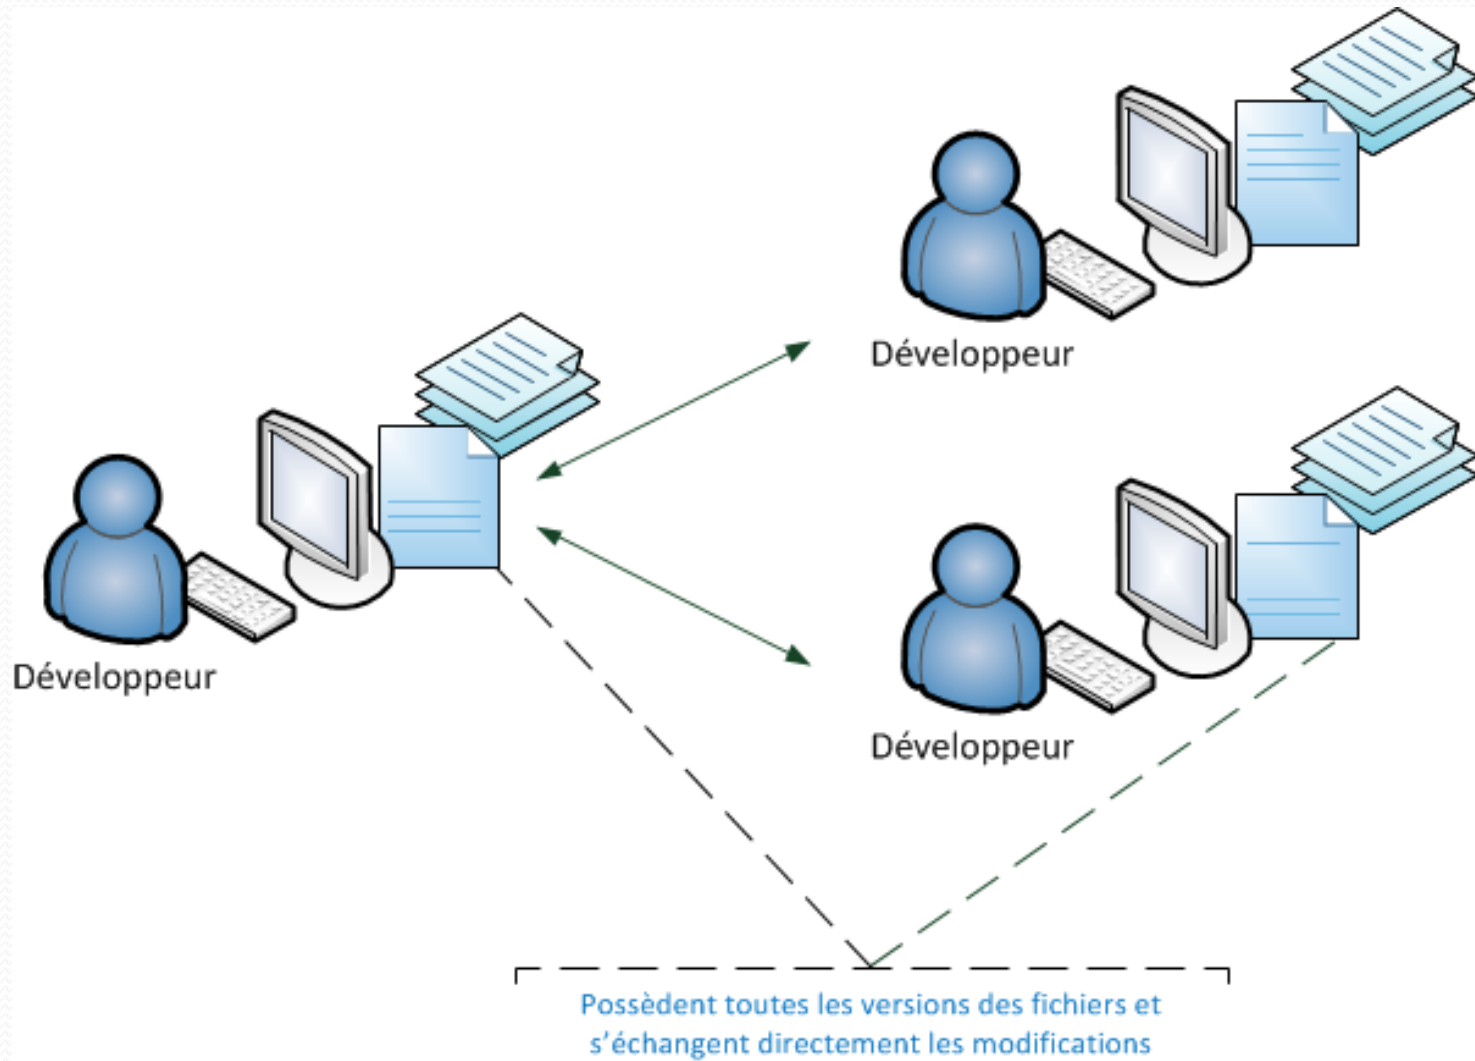 Développeur
Développeur
Développeur
Possèdent toutes les versions des fichiers et
s'échangent directement les modifications